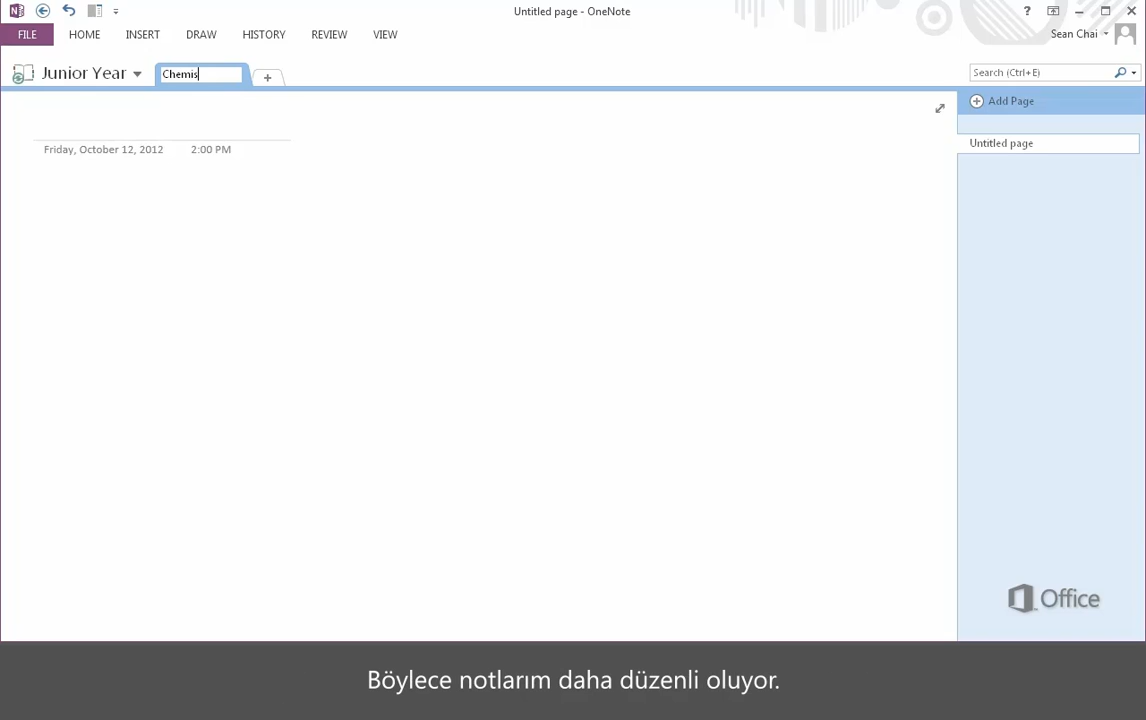 Untitled page - OneNote
?
FILE HOME INSERT DRAW HISTORY REVIEW VIEW
Sean Chai
Junior Year Chemis +
Search (Ctrl+E)
Add Page
Friday, October 12, 2012 2:00 PM
Untitled page
Office
Böylece notlarım daha düzenli oluyor.